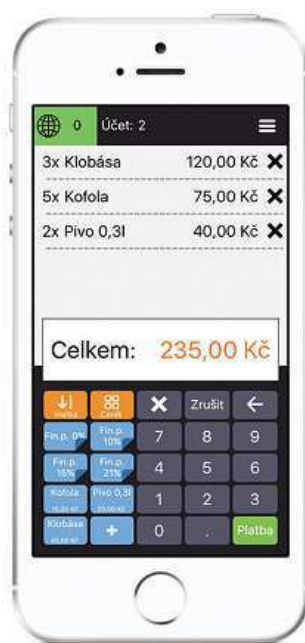 0 Účet: 2
3x Klobása 120,00 Kč
5x Kofola 75,00 Kč
2x Pivo 0,3l 40,00 Kč
Celkem: 235,00 Kč
Zrušit
Fin.p. 0% Fin.p. 10% 7 8 9
Fin.p. 15% Fin.p. 21% 4 5 6
Kofola Pivo 0,3l 1 2 3
Klobása + 0 . Platba